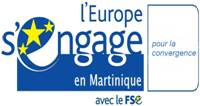 l'Europe
s'engage
en Martinique
avec le FSe
pour la
convergence